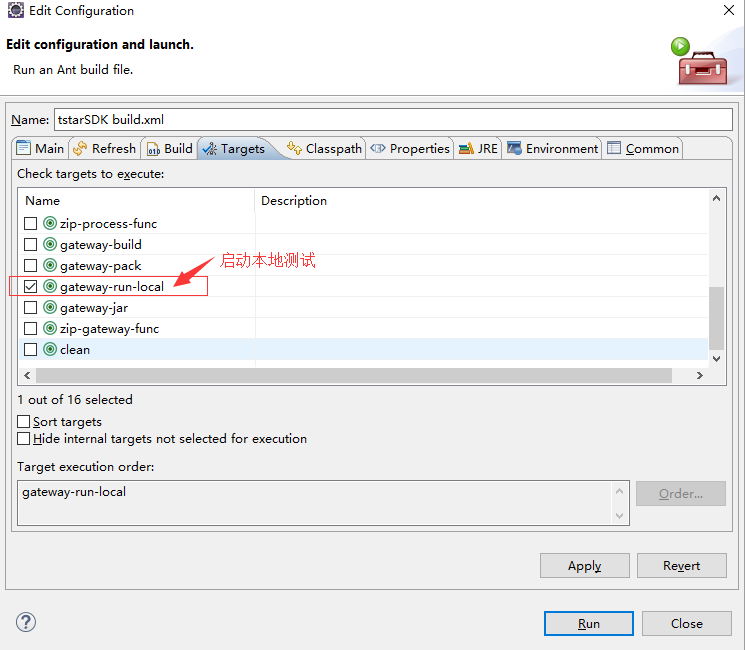 Edit Configuration
Edit configuration and launch.
Run an Ant build file.
Name: tstarSDK build.xml
Main Refresh Build Targets Classpath Properties JRE Environment Common
Check targets to execute:
Name Description
zip-process-func
gateway-build
gateway-pack
启动本地测试
gateway-run-local
gateway-jar
zip-gateway-func
clean
1 out of 16 selected
Sort targets
Hide internal targets not selected for execution
Target execution order:
gateway-run-local
Order...
Apply Revert
? Run Close